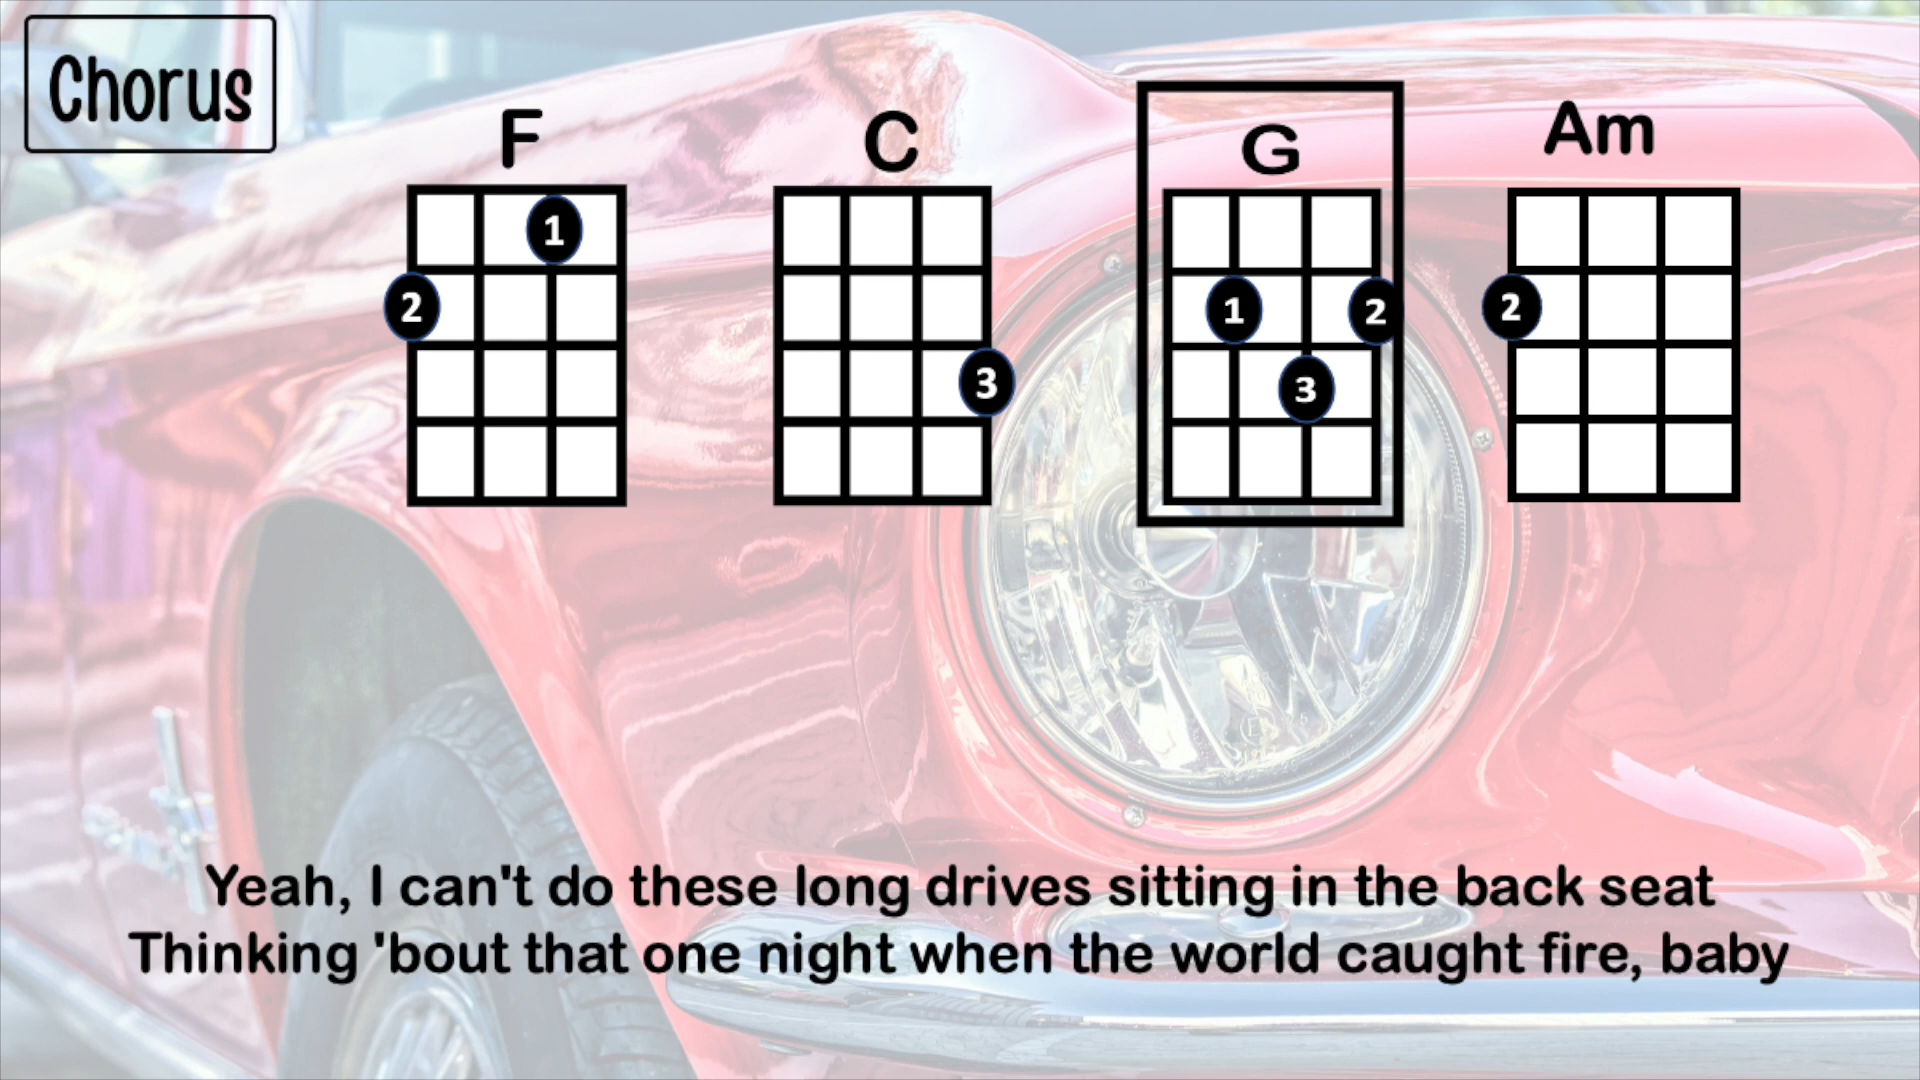 Chorus
F C G Am
1
2 1 2 2
3 3
Yeah, I can't do these long drives sitting in the back seat
Thinking 'bout that one night when the world caught fire, baby